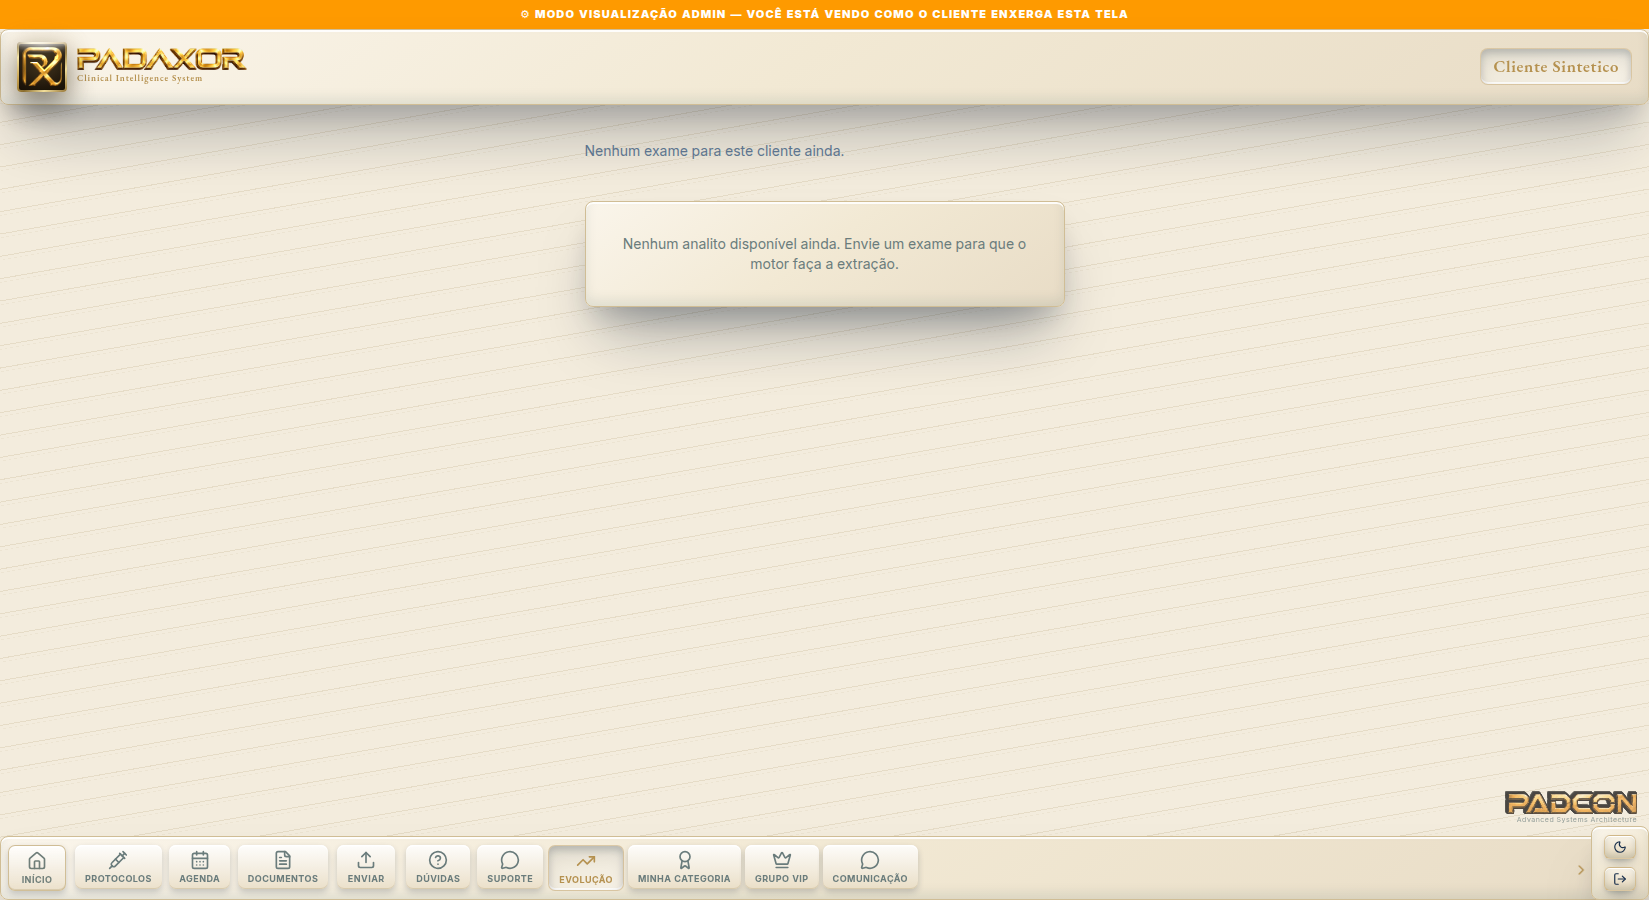 MODO VISUALIZAÇÃO ADMIN — VOCÊ ESTÁ VENDO COMO O CLIENTE ENXERGA ESTA TELA
PADAXOR
Clinical Intelligence System
Cliente Sintetico
Nenhum exame para este cliente ainda.
Nenhum analito disponível ainda. Envie um exame para que o
motor faça a extração.
PADCON
Advanced Systems Architecture
INÍCIO
PROTOCOLOS
AGENDA
DOCUMENTOS
ENVIAR
DÚVIDAS
SUPORTE
EVOLUÇÃO
MINHA CATEGORIA
GRUPO VIP
COMUNICAÇÃO